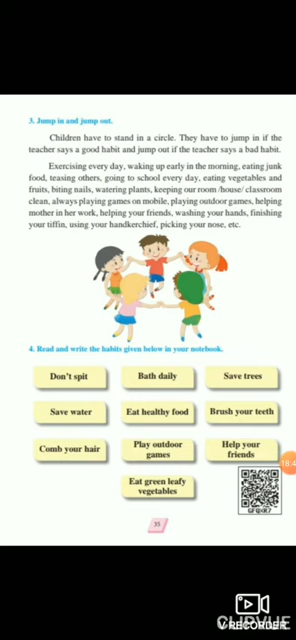 3. Jump in and jump out.
Children have to stand in a circle. They have to jump in if the
teacher says a good habit and jump out if the teacher says a bad habit.
Exercising every day, waking up early in the morning, eating junk
food, teasing others, going to school every day, eating vegetables and
fruits, biting nails, watering plants, keeping our room /house/ classroom
clean, always playing games on mobile, playing outdoor games, helping
mother in her work, helping your friends, washing your hands, finishing
your tiffin, using your handkerchief, picking your nose, etc.
4. Read and write the habits given below in your notebook.
Don't spit
Bath daily
Save trees
Save water
Eat healthy food
Brush your teeth
Comb your hair
Play outdoor
games
Help your
friends
Eat green leafy
vegetables
35
18:4
V RECORDER